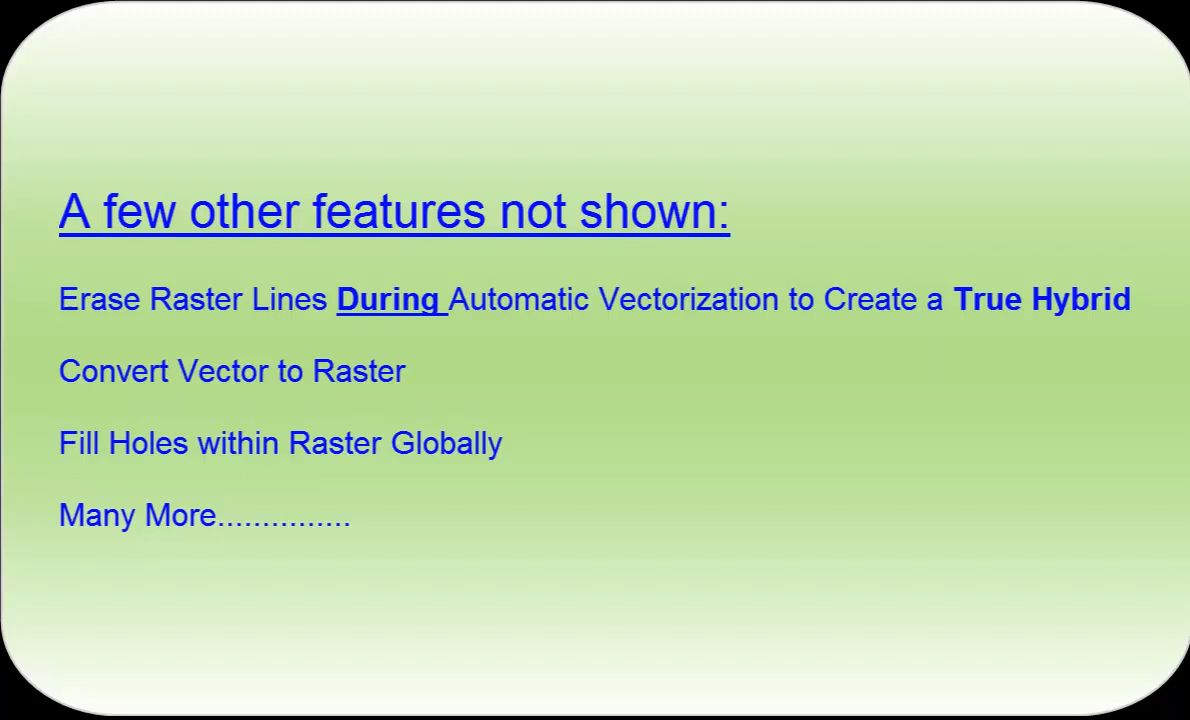 A few other features not shown:
Erase Raster Lines During Automatic Vectorization to Create a True Hybrid
Convert Vector to Raster
Fill Holes within Raster Globally
Many More...............